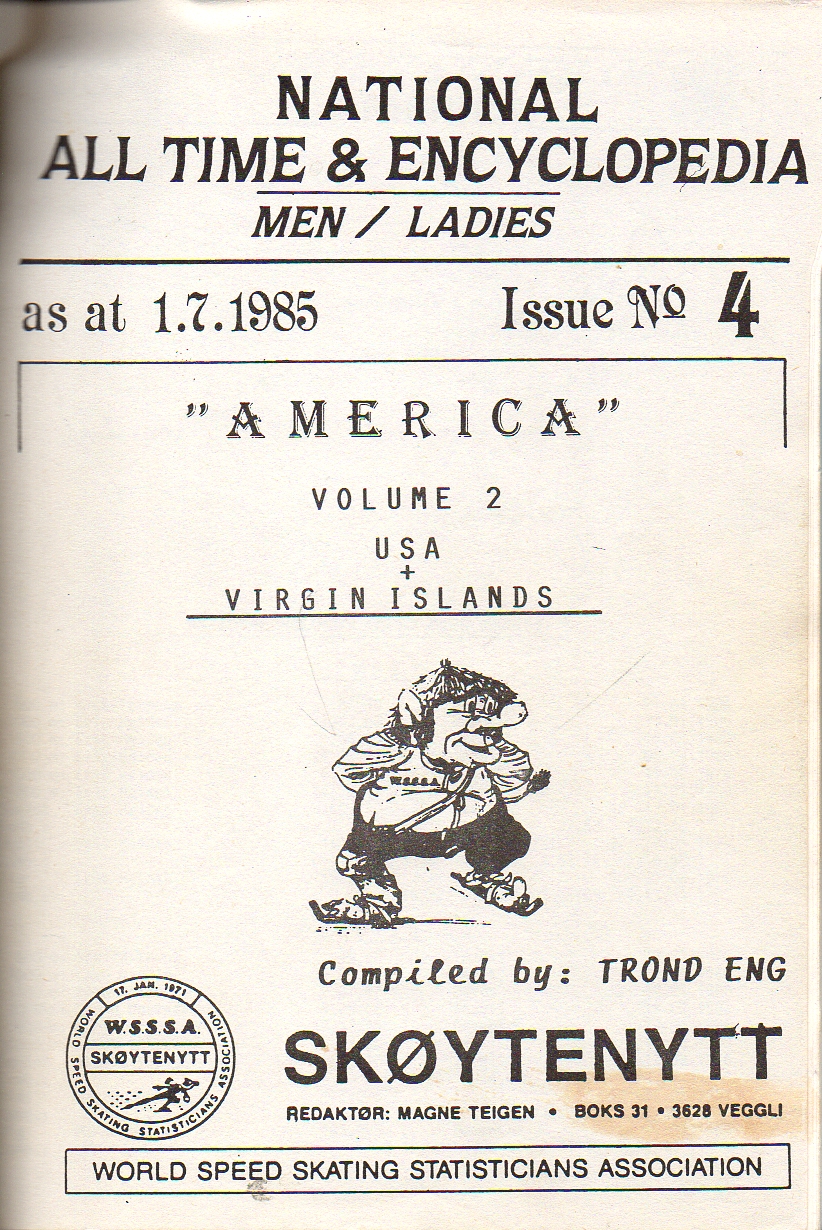 NATIONAL
ALL TIME & ENCYCLOPEDIA
MEN / LADIES
as at 1.7.1985 Issue Nº 4
"AMERICA"
VOLUME 2
USA
+
VIRGIN ISLANDS
W.S.S.S.A.
Compiled by: TROND ENG
17. JAN. 1971
WORLD SPEED SKATING STATISTICIANS ASSOCIATION
W.S.S.S.A.
SKØYTENYTT
SKØYTENYTT
REDAKTØR: MAGNE TEIGEN • BOKS 31 • 3628 VEGGLI
WORLD SPEED SKATING STATISTICIANS ASSOCIATION